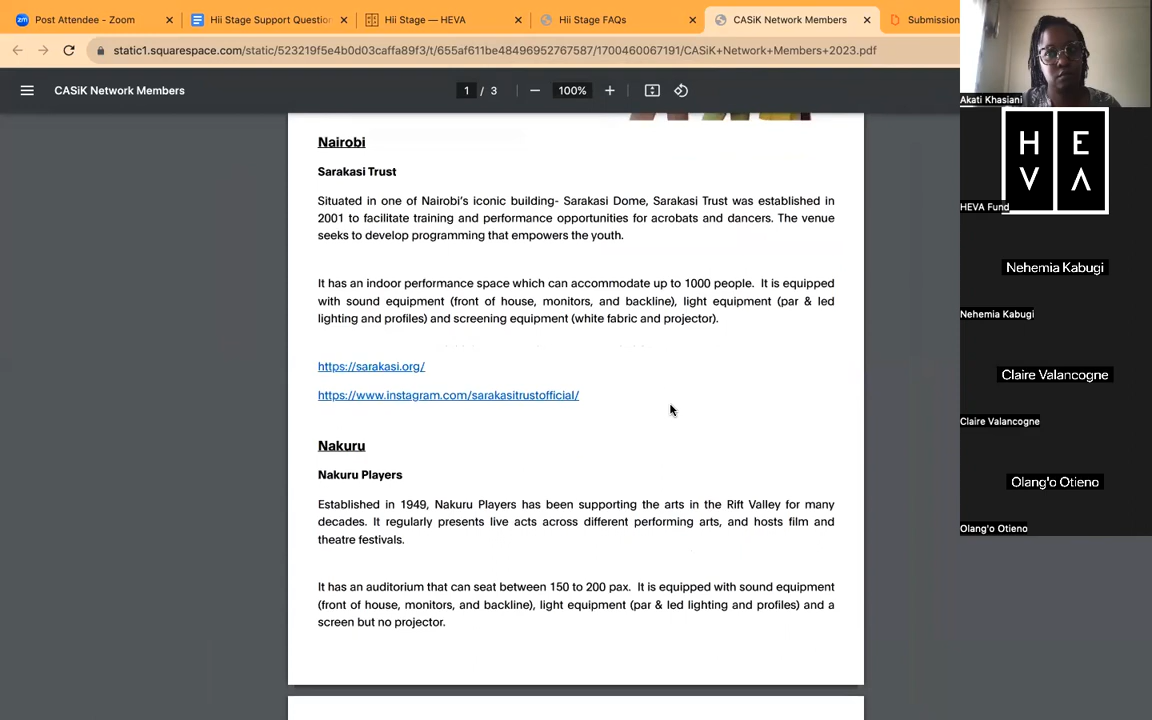 Post Attendee - Zoom
Hii Stage Support Question
Hii Stage — HEVA
Hii Stage FAQs
CASiK Network Members
Submission
static1.squarespace.com/static/523219f5e4b0d03caffa89f3/t/655af611be48496952767587/1700460067191/CASiK+Network+Members+2023.pdf
CASiK Network Members
1 / 3
100%
Nairobi
Sarakasi Trust
Situated in one of Nairobi's iconic building- Sarakasi Dome, Sarakasi Trust was established in
2001 to facilitate training and performance opportunities for acrobats and dancers. The venue
seeks to develop programming that empowers the youth.
It has an indoor performance space which can accommodate up to 1000 people. It is equipped
with sound equipment (front of house, monitors, and backline), light equipment (par & led
lighting and profiles) and screening equipment (white fabric and projector).
https://sarakasi.org/
https://www.instagram.com/sarakasitrustofficial/
Nakuru
Nakuru Players
Established in 1949, Nakuru Players has been supporting the arts in the Rift Valley for many
decades. It regularly presents live acts across different performing arts, and hosts film and
theatre festivals.
It has an auditorium that can seat between 150 to 200 pax. It is equipped with sound equipment
(front of house, monitors, and backline), light equipment (par & led lighting and profiles) and a
screen but no projector.
Akati Khasiani
H E
V A
HEVA Fund
Nehemia Kabugi
Nehemia Kabugi
Claire Valancogne
Claire Valancogne
Olang'o Otieno
Olang'o Otieno